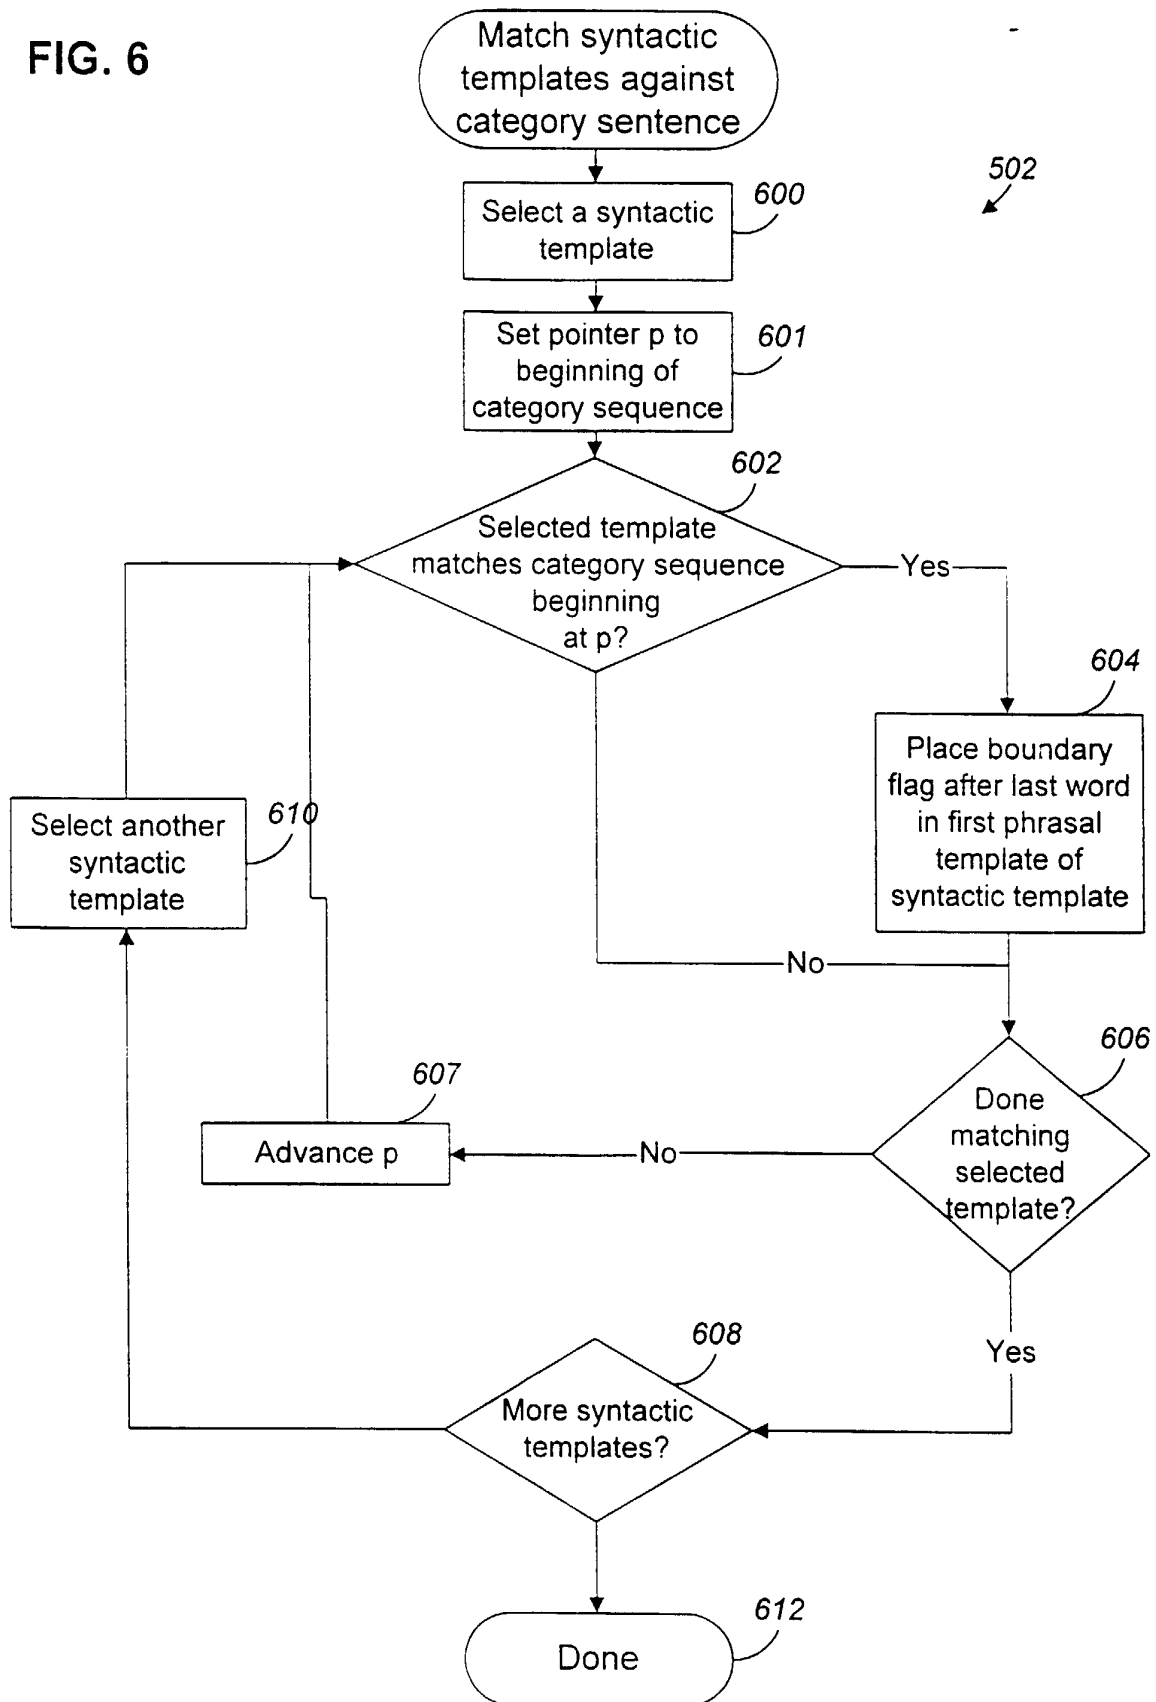 FIG. 6
Match syntactic
templates against
category sentence
502
600
Select a syntactic
template
601
Set pointer p to
beginning of
category sequence
602
Selected template
matches category sequence
beginning
at p?
Yes
604
Place boundary
flag after last word
in first phrasal
template of
syntactic template
610
Select another
syntactic
template
No
606
Done
matching
selected
template?
607
Advance p
No
Yes
608
More syntactic
templates?
612
Done